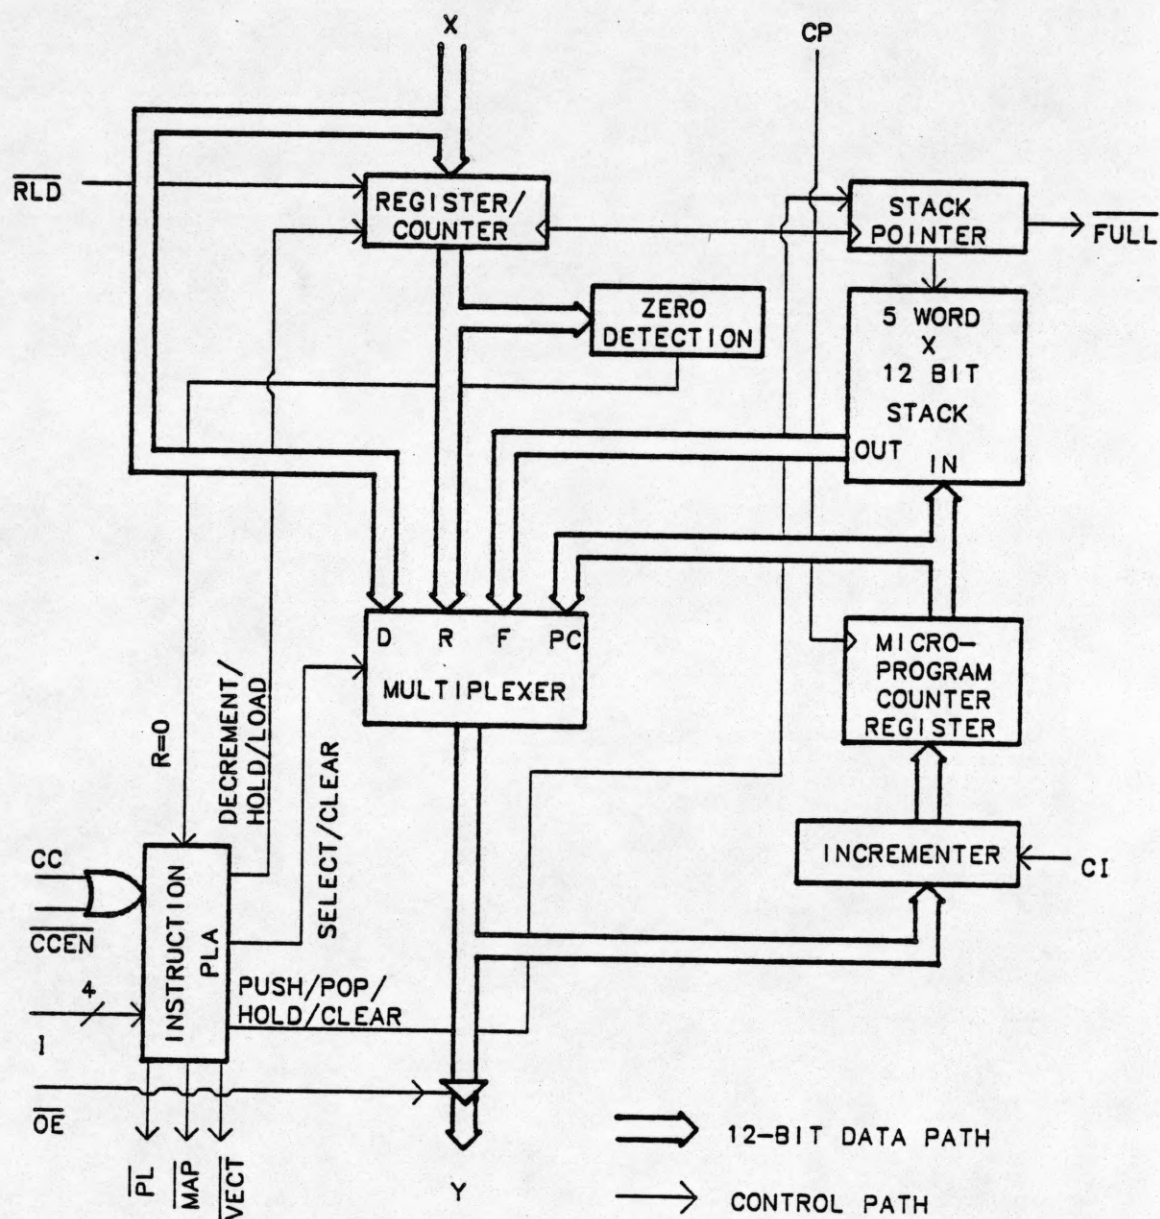 X
CP
RLD
REGISTER/
COUNTER
STACK
POINTER
FULL
ZERO
DETECTION
5 WORD
X
12 BIT
STACK
OUT
IN
D R F PC
MULTIPLEXER
MICRO-
PROGRAM
COUNTER
REGISTER
R=0
DECREMENT/
HOLD/LOAD
SELECT/CLEAR
INCREMENTER
CI
CC
CCEN
INSTRUCTION
PLA
4
I
PUSH/POP/
HOLD/CLEAR
OE
PL
MAP
VECT
Y
12-BIT DATA PATH
CONTROL PATH